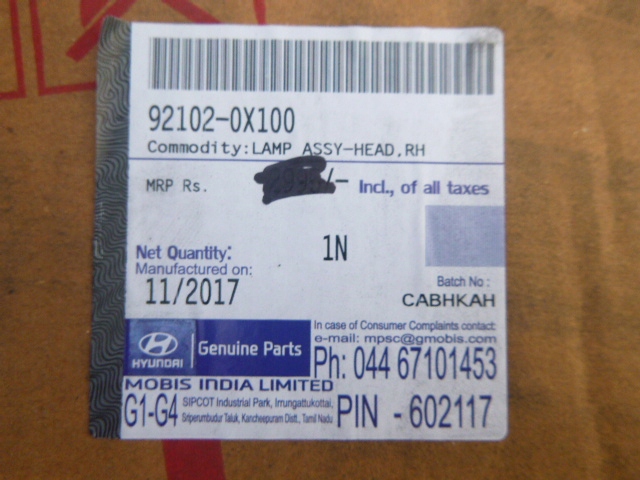 92102-0X100
Commodity:LAMP ASSY-HEAD,RH
MRP Rs. /- Incl., of all taxes
Net Quantity: 1N
Manufactured on:
11/2017
Batch No :
CABHKAH
HYUNDAI Genuine Parts
In case of Consumer Complaints contact:
e-mail: mpsc@gmobis.com
Ph: 044 67101453
MOBIS INDIA LIMITED
G1-G4 SIPCOT Industrial Park, Irrungattukottai,
Sriperumbudur Taluk, Kancheepuram Distt., Tamil Nadu
PIN - 602117